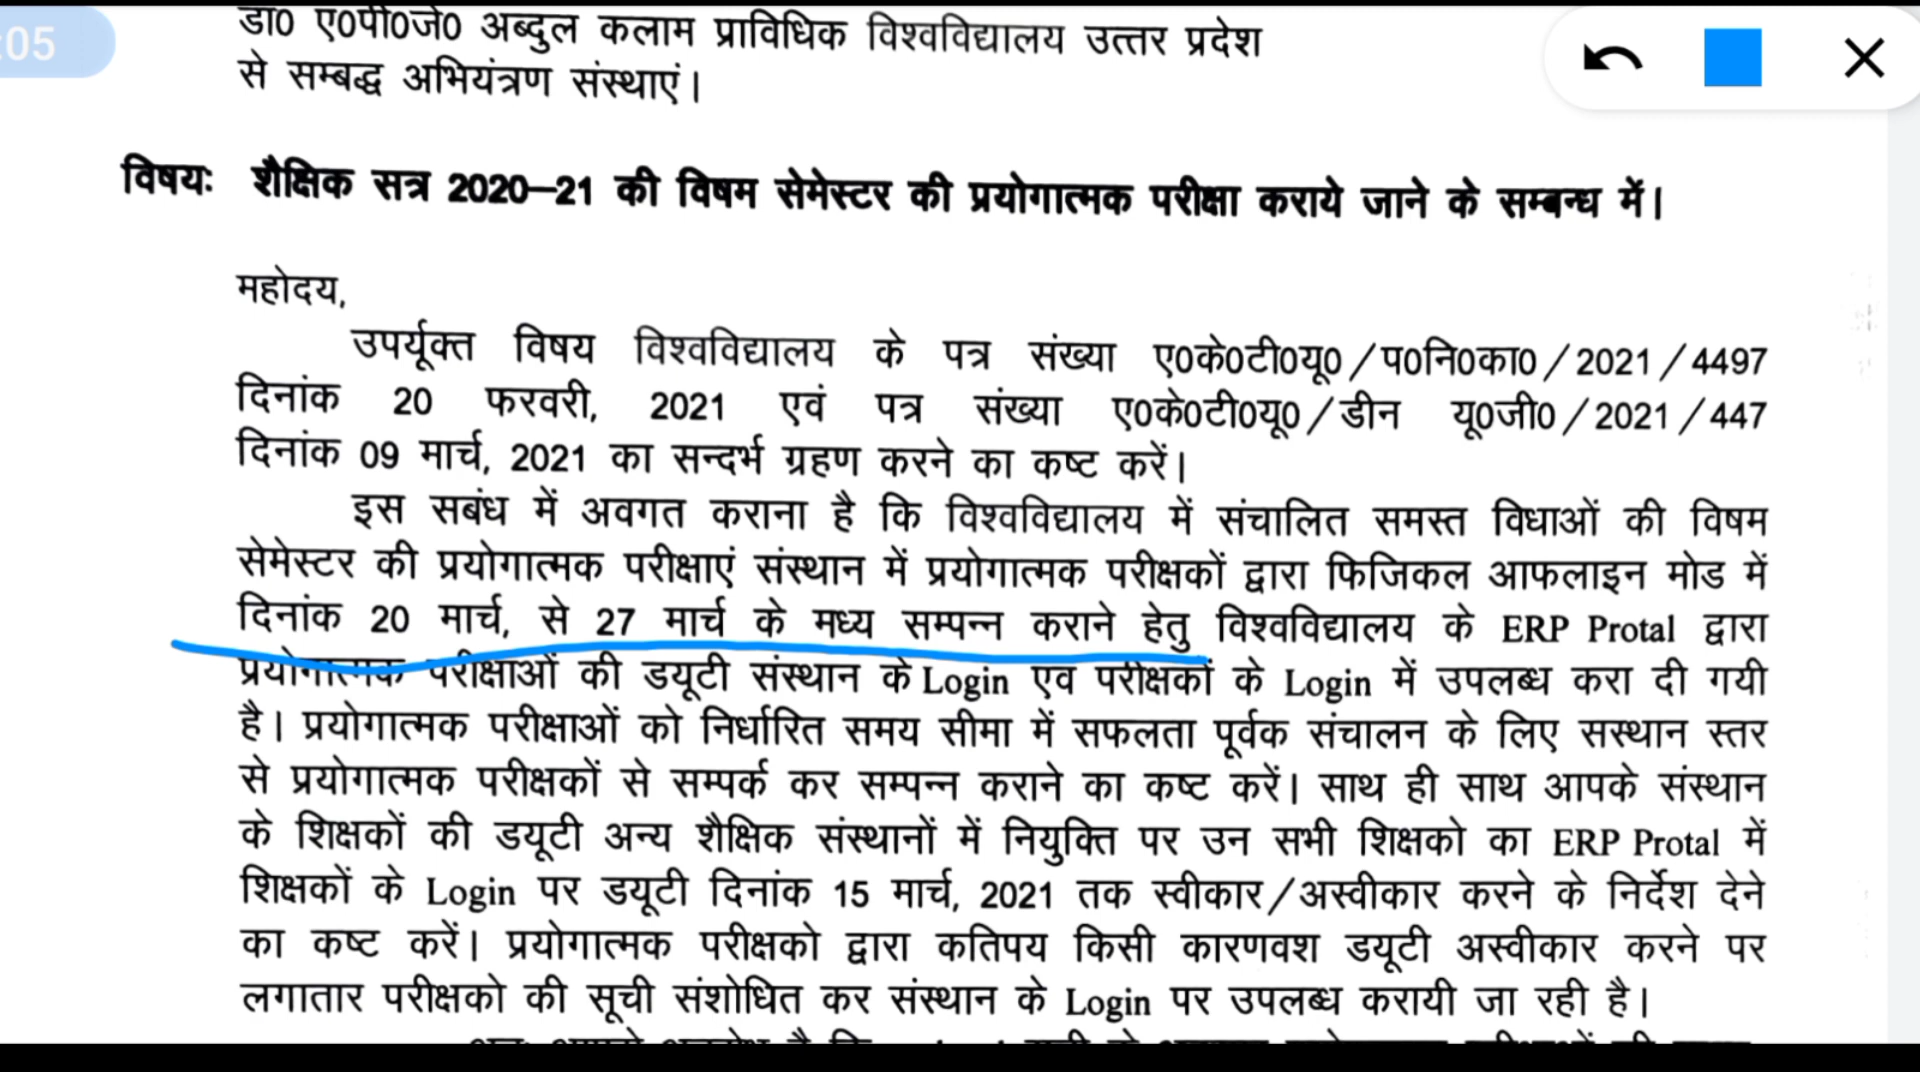 :05
डा0 ए0पी0जे0 अब्दुल कलाम प्राविधिक विश्वविद्यालय उत्तर प्रदेश
से सम्बद्ध अभियंत्रण संस्थाएं।
विषयः शैक्षिक सत्र 2020–21 की विषम सेमेस्टर की प्रयोगात्मक परीक्षा कराये जाने के सम्बन्ध में।
महोदय,
उपर्यूक्त विषय विश्वविद्यालय के पत्र संख्या ए0के0टी0यू0/प0नि0का0/2021/4497
दिनांक 20 फरवरी, 2021 एवं पत्र संख्या ए0के0टी0यू0/डीन यू0जी0/2021/447
दिनांक 09 मार्च, 2021 का सन्दर्भ ग्रहण करने का कष्ट करें।
इस सबंध में अवगत कराना है कि विश्वविद्यालय में संचालित समस्त विधाओं की विषम
सेमेस्टर की प्रयोगात्मक परीक्षाएं संस्थान में प्रयोगात्मक परीक्षकों द्वारा फिजिकल आफलाइन मोड में
दिनांक 20 मार्च, से 27 मार्च के मध्य सम्पन्न कराने हेतु विश्वविद्यालय के ERP Protal द्वारा
प्रयोगात्मक परीक्षाओं की डयूटी संस्थान के Login एव परीक्षकों के Login में उपलब्ध करा दी गयी
है। प्रयोगात्मक परीक्षाओं को निर्धारित समय सीमा में सफलता पूर्वक संचालन के लिए सस्थान स्तर
से प्रयोगात्मक परीक्षकों से सम्पर्क कर सम्पन्न कराने का कष्ट करें। साथ ही साथ आपके संस्थान
के शिक्षकों की डयूटी अन्य शैक्षिक संस्थानों में नियुक्ति पर उन सभी शिक्षको का ERP Protal में
शिक्षकों के Login पर डयूटी दिनांक 15 मार्च, 2021 तक स्वीकार/अस्वीकार करने के निर्देश देने
का कष्ट करें। प्रयोगात्मक परीक्षको द्वारा कतिपय किसी कारणवश डयूटी अस्वीकार करने पर
लगातार परीक्षको की सूची संशोधित कर संस्थान के Login पर उपलब्ध करायी जा रही है।